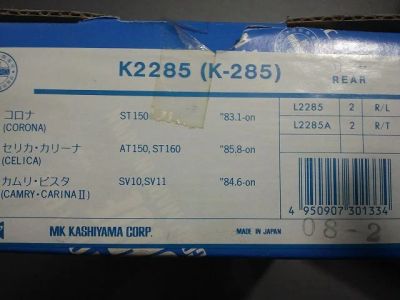 K2285 (K-285)
REAR
コロナ ST150 "83.1-on
(CORONA)
セリカ・カリーナ AT150, ST160 "85.8-on
(CELICA)
カムリ・ビスタ SV10, SV11 "84.6-on
(CAMRY・CARINAⅡ)
L2285 2 R/L
L2285A 2 R/T
4 950907 301334
MK KASHIYAMA CORP. MADE IN JAPAN
08-2